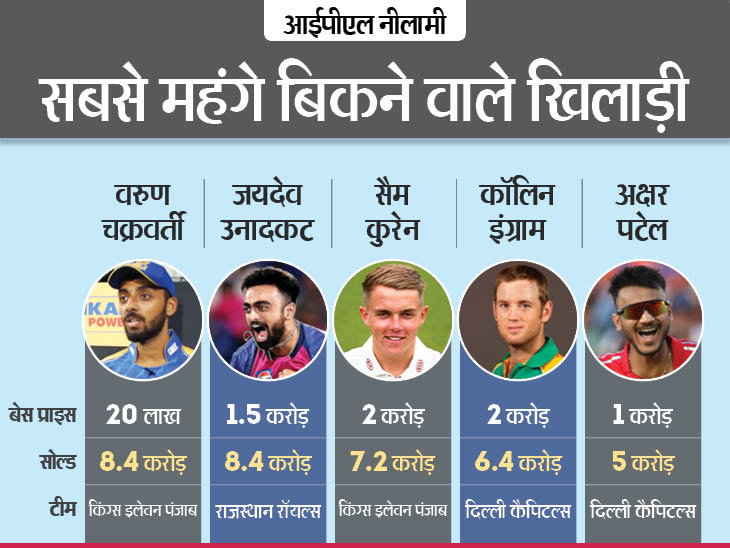 आईपीएल नीलामी
सबसे महंगे बिकने वाले खिलाड़ी
वरुण चक्रवर्ती
जयदेव उनादकट
सैम कुरेन
कॉलिन इंग्राम
अक्षर पटेल
POWER
बेस प्राइस 20 लाख 1.5 करोड़ 2 करोड़ 2 करोड़ 1 करोड़
सोल्ड 8.4 करोड़ 8.4 करोड़ 7.2 करोड़ 6.4 करोड़ 5 करोड़
टीम किंग्स इलेवन पंजाब राजस्थान रॉयल्स किंग्स इलेवन पंजाब दिल्ली कैपिटल्स दिल्ली कैपिटल्स